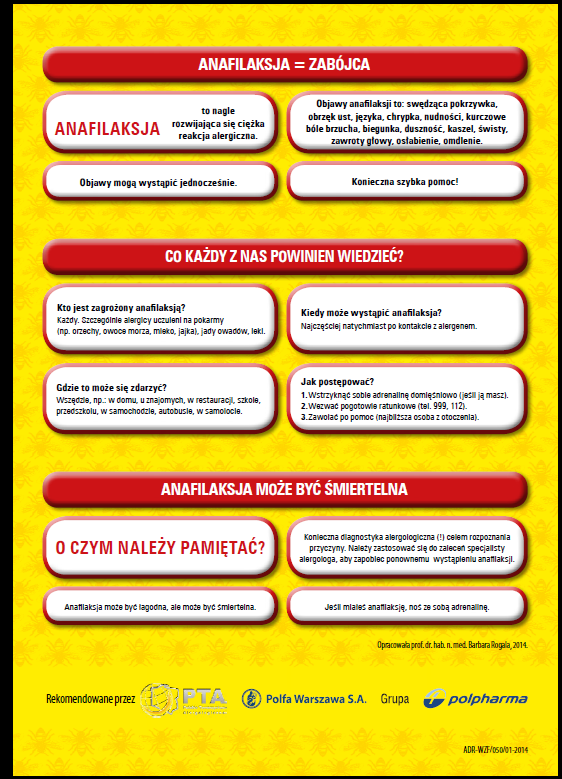 ANAFILAKSJA = ZABÓJCA
ANAFILAKSJA
to nagle
rozwijająca się ciężka
reakcja alergiczna.
Objawy anafilaksji to: swędząca pokrzywka,
obrzęk ust, języka, chrypka, nudności, kurczowe
bóle brzucha, biegunka, duszność, kaszel, świsty,
zawroty głowy, osłabienie, omdlenie.
Objawy mogą wystąpić jednocześnie.
Konieczna szybka pomoc!
CO KAŻDY Z NAS POWINIEN WIEDZIEĆ?
Kto jest zagrożony anafilaksją?
Każdy. Szczególnie alergicy uczuleni na pokarmy
(np. orzechy, owoce morza, mleko, jajka), jady owadów, leki.
Kiedy może wystąpić anafilaksja?
Najczęściej natychmiast po kontakcie z alergenem.
Gdzie to może się zdarzyć?
Wszędzie, np.: w domu, u znajomych, w restauracji, szkole,
przedszkolu, w samochodzie, autobusie, w samolocie.
Jak postępować?
1. Wstrzyknąć sobie adrenalinę domięśniowo (jeśli ją masz).
2. Wezwać pogotowie ratunkowe (tel. 999, 112).
3. Zawołać po pomoc (najbliższa osoba z otoczenia).
ANAFILAKSJA MOŻE BYĆ ŚMIERTELNA
O CZYM NALEŻY PAMIĘTAĆ?
Konieczna diagnostyka alergologiczna (!) celem rozpoznania
przyczyny. Należy zastosować się do zaleceń specjalisty
alergologa, aby zapobiec ponownemu wystąpieniu anafilaksji.
Anafilaksja może być łagodna, ale może być śmiertelna.
Jeśli miałeś anafilaksję, noś ze sobą adrenalinę.
Opracowała prof. dr. hab. n. med. Barbara Rogala, 2014.
Rekomendowane przez PTA Polfa Warszawa S.A. Grupa polpharma
ADR-WZF/050/01-2014